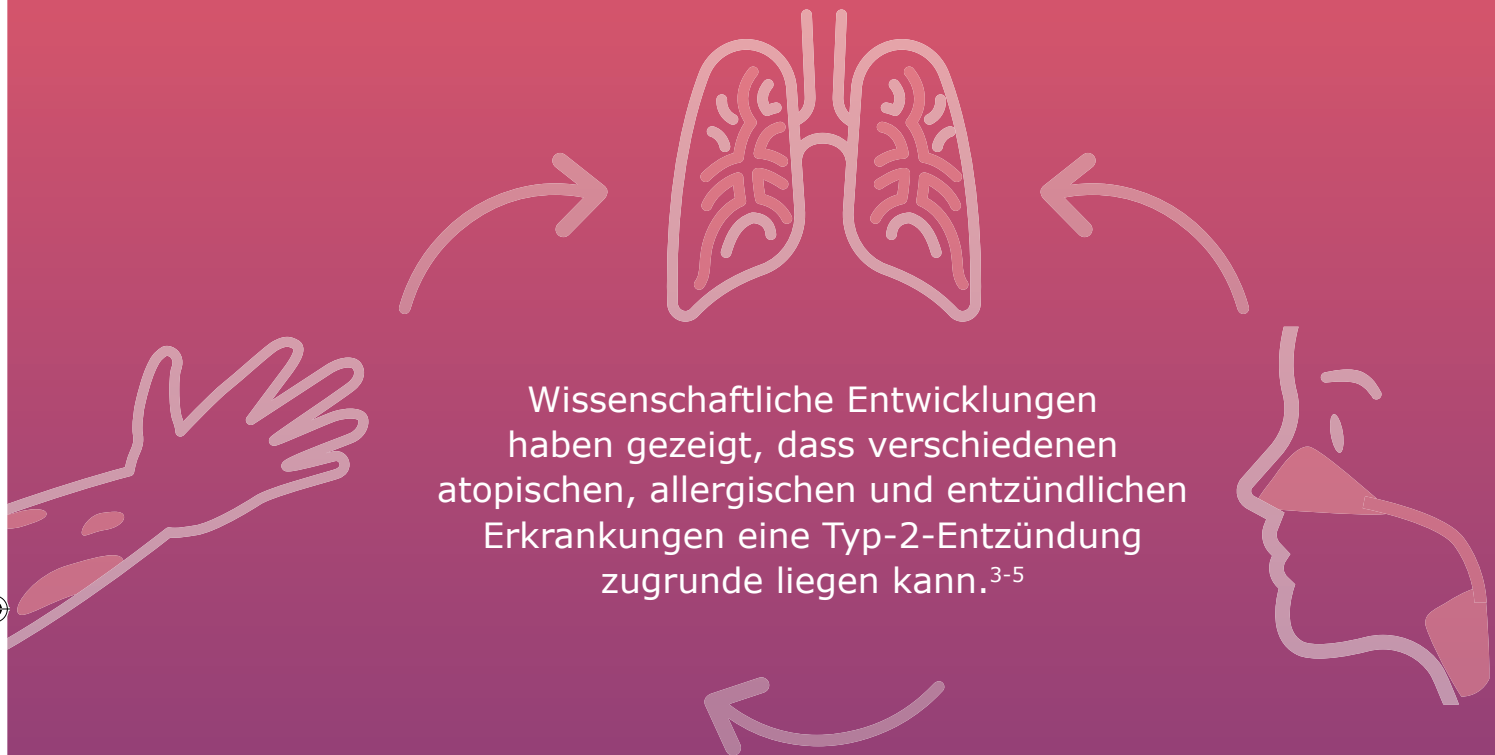 Wissenschaftliche Entwicklungen
haben gezeigt, dass verschiedenen
atopischen, allergischen und entzündlichen
Erkrankungen eine Typ-2-Entzündung
zugrunde liegen kann.³⁻⁵